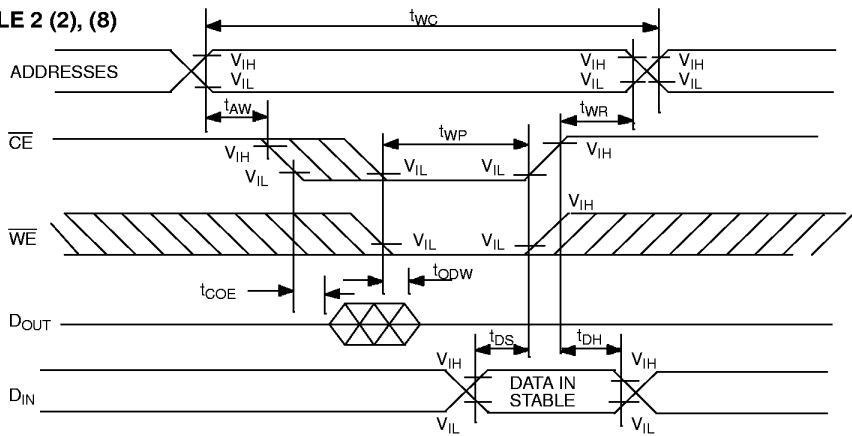 LE 2 (2), (8)
tWC
ADDRESSES
VIH
VIL
VIH
VIL
VIH
VIL
tAW
tWR
CE
VIH
VIL
tWP
VIL
VIL
VIH
WE
VIL
VIL
VIH
tCOE
tODW
DOUT
tDS
tDH
DIN
VIH
VIL
DATA IN
STABLE
VIH
VIL